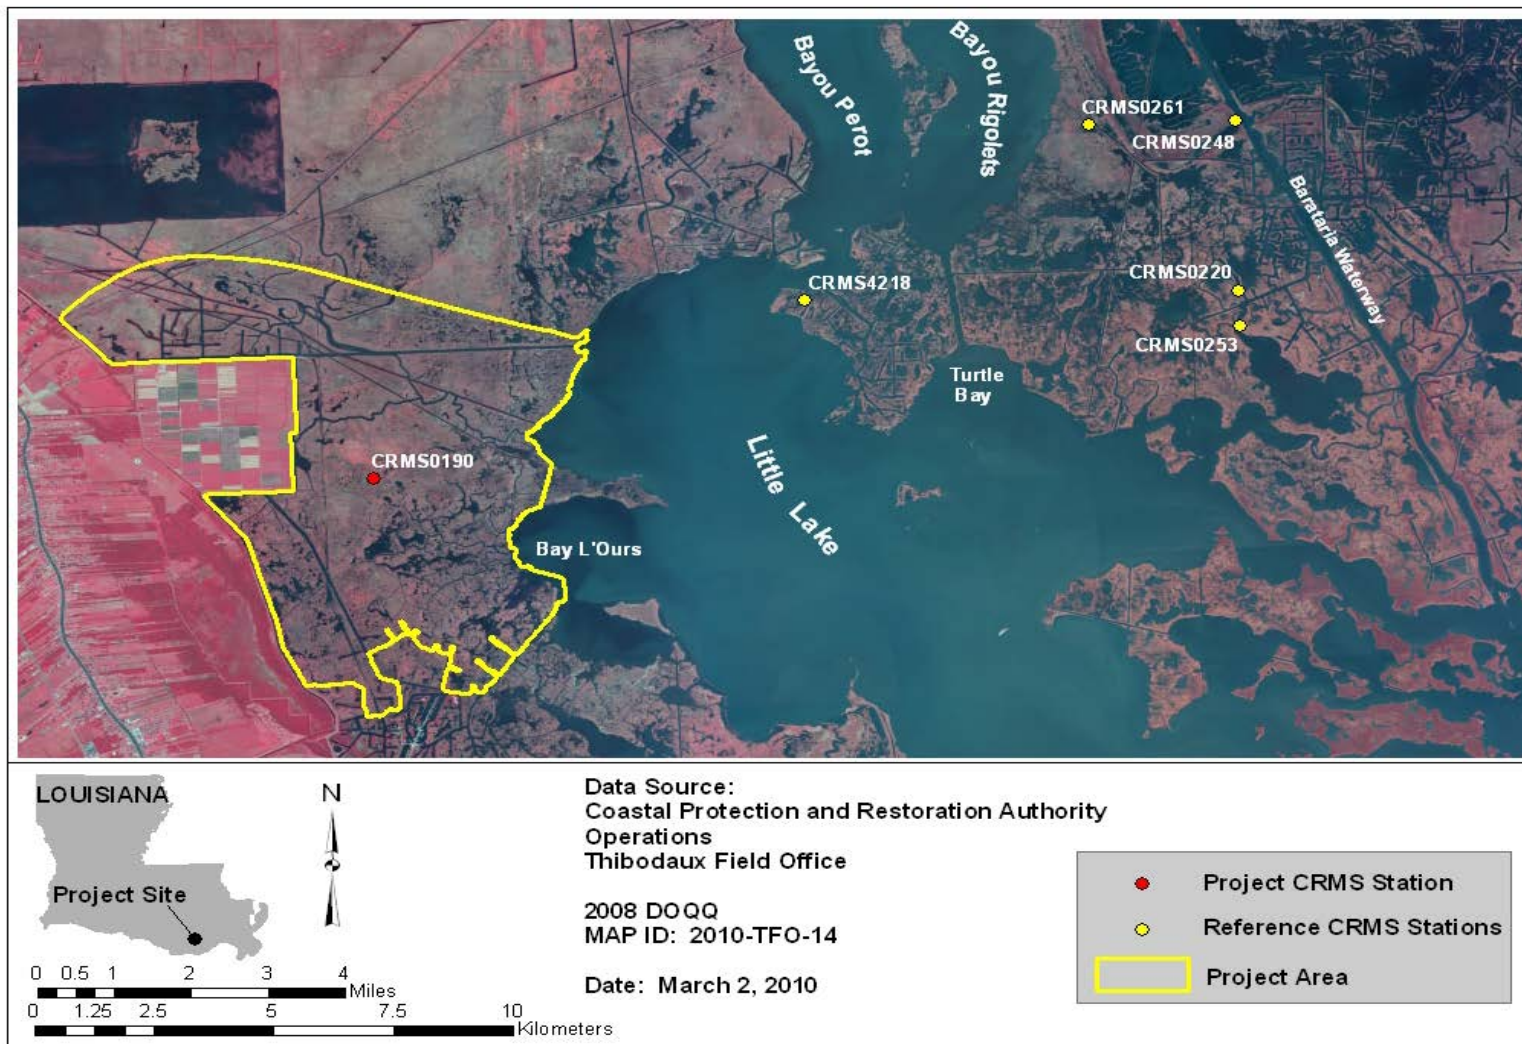 Bayou Perot
Bayou Rigolets
CRMS0261
CRMS0248
Barataria Waterway
CRMS4218
CRMS0220
CRMS0253
Turtle
Bay
CRMS0190
Little Lake
Bay L'Ours
LOUISIANA
Project Site
N
0 0.5 1 2 3 4
Miles
0 1.25 2.5 5 7.5 10
Kilometers
Data Source:
Coastal Protection and Restoration Authority
Operations
Thibodaux Field Office
2008 DOQQ
MAP ID: 2010-TFO-14
Date: March 2, 2010
Project CRMS Station
Reference CRMS Stations
Project Area